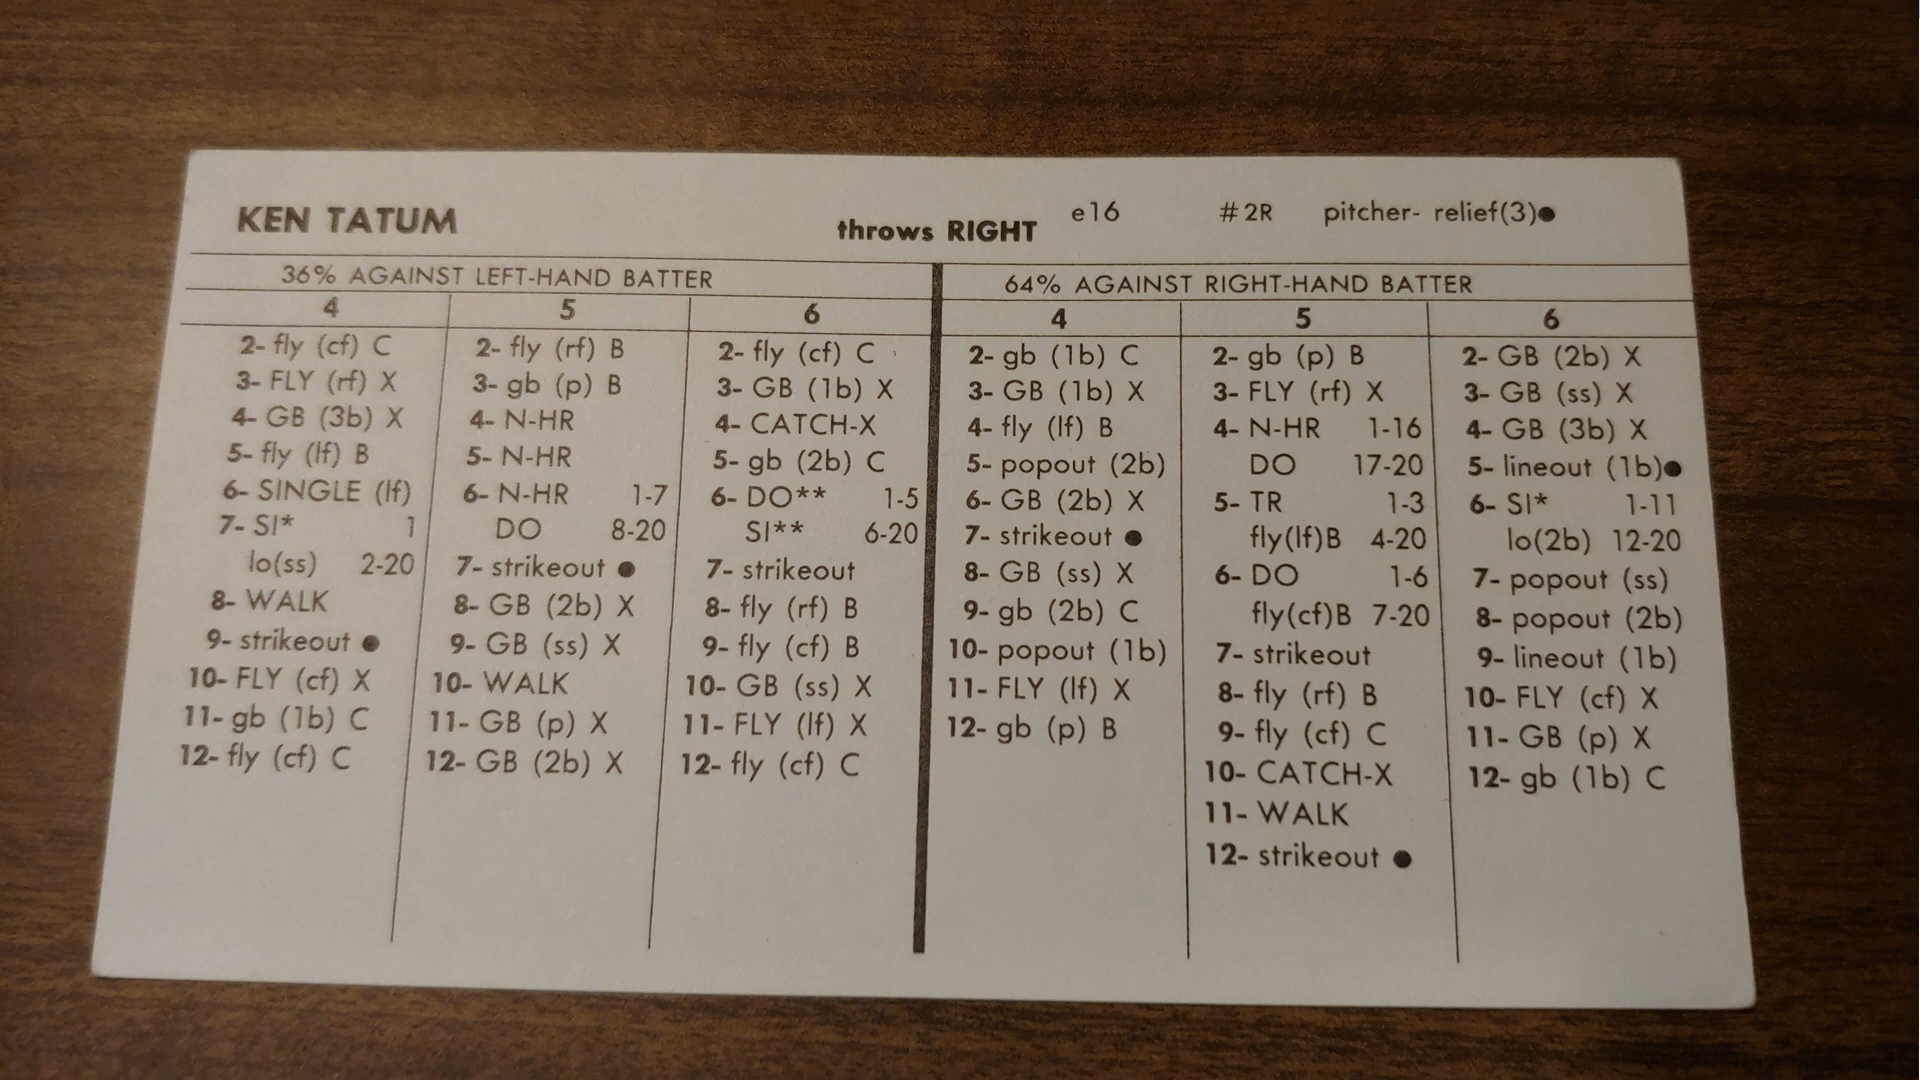 KEN TATUM throws RIGHT e16 #2R pitcher- relief(3)●
36% AGAINST LEFT-HAND BATTER
4
2- fly (cf) C
3- FLY (rf) X
4- GB (3b) X
5- fly (lf) B
6- SINGLE (lf)
7- SI* 1
lo(ss) 2-20
8- WALK
9- strikeout ●
10- FLY (cf) X
11- gb (1b) C
12- fly (cf) C
5
2- fly (rf) B
3- gb (p) B
4- N-HR
5- N-HR
6- N-HR 1-7
DO 8-20
7- strikeout ●
8- GB (2b) X
9- GB (ss) X
10- WALK
11- GB (p) X
12- GB (2b) X
6
2- fly (cf) C
3- GB (1b) X
4- CATCH-X
5- gb (2b) C
6- DO** 1-5
SI** 6-20
7- strikeout
8- fly (rf) B
9- fly (cf) B
10- GB (ss) X
11- FLY (lf) X
12- fly (cf) C
64% AGAINST RIGHT-HAND BATTER
4
2- gb (1b) C
3- GB (1b) X
4- fly (lf) B
5- popout (2b)
6- GB (2b) X
7- strikeout ●
8- GB (ss) X
9- gb (2b) C
10- popout (1b)
11- FLY (lf) X
12- gb (p) B
5
2- gb (p) B
3- FLY (rf) X
4- N-HR 1-16
DO 17-20
5- TR 1-3
fly(lf)B 4-20
6- DO 1-6
fly(cf)B 7-20
7- strikeout
8- fly (rf) B
9- fly (cf) C
10- CATCH-X
11- WALK
12- strikeout ●
6
2- GB (2b) X
3- GB (ss) X
4- GB (3b) X
5- lineout (1b)●
6- SI* 1-11
lo(2b) 12-20
7- popout (ss)
8- popout (2b)
9- lineout (1b)
10- FLY (cf) X
11- GB (p) X
12- gb (1b) C